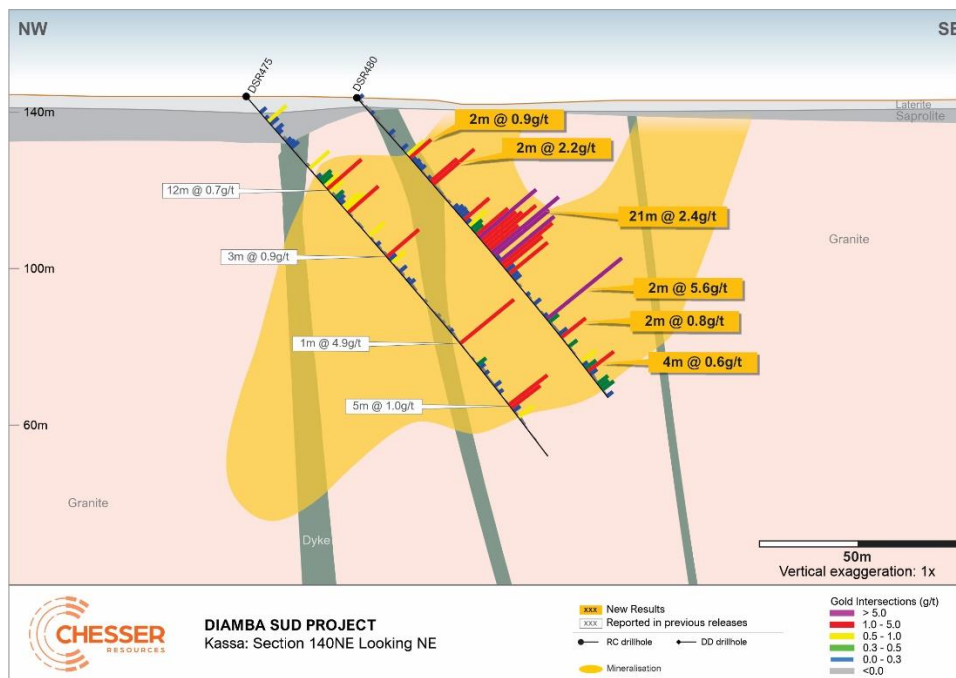 NW
SE
DSR475
DSR480
140m
Laterite
Saprolite
2m @ 0.9g/t
2m @ 2.2g/t
12m @ 0.7g/t
21m @ 2.4g/t
Granite
3m @ 0.9g/t
100m
2m @ 5.6g/t
2m @ 0.8g/t
1m @ 4.9g/t
4m @ 0.6g/t
5m @ 1.0g/t
60m
Granite
Dyke
50m
Vertical exaggeration: 1x
CHESSER
RESOURCES
DIAMBA SUD PROJECT
Kassa: Section 140NE Looking NE
xxx New Results
xxx Reported in previous releases
RC drillhole DD drillhole
Mineralisation
Gold Intersections (g/t)
> 5.0
1.0 - 5.0
0.5 - 1.0
0.3 - 0.5
0.0 - 0.3
<0.0